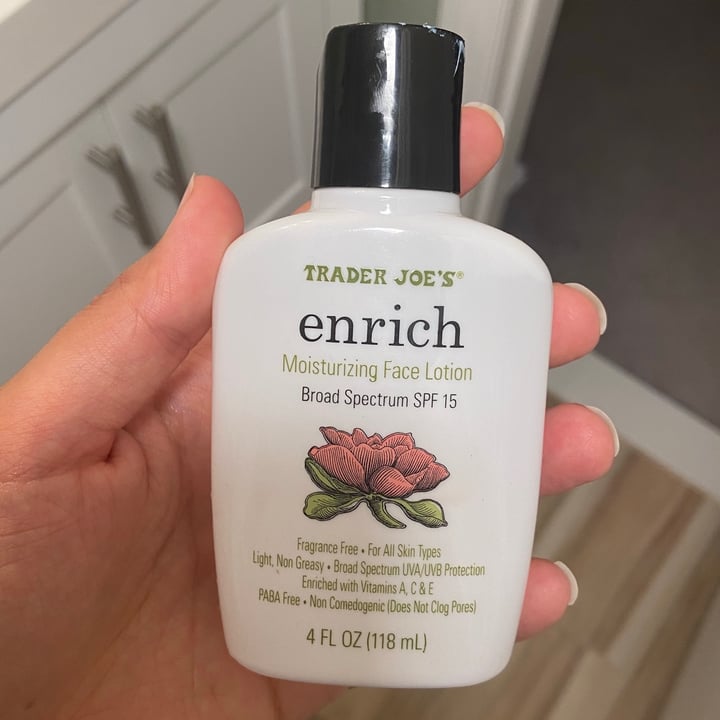 TRADER JOE'S®
enrich
Moisturizing Face Lotion
Broad Spectrum SPF 15
Fragrance Free • For All Skin Types
Light, Non Greasy • Broad Spectrum UVA/UVB Protection
Enriched with Vitamins A, C & E
PABA Free • Non Comedogenic (Does Not Clog Pores)
4 FL OZ (118 mL)